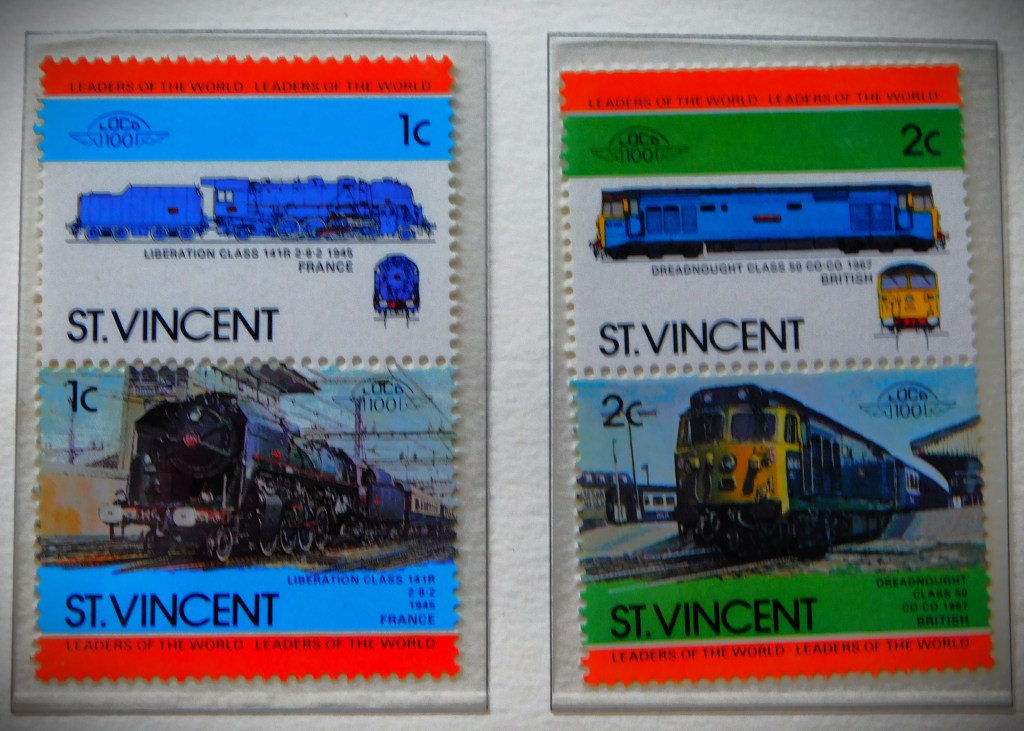 LEADERS OF THE WORLD LEADERS OF THE WORLD
LOCO
100
1c
LIBERATION CLASS 141R 2·8·2 1945
FRANCE
ST. VINCENT
1c
LOCO
100
LIBERATION CLASS 141R
2·8·2
1945
FRANCE
ST. VINCENT
LEADERS OF THE WORLD LEADERS OF THE WORLD
LEADERS OF THE WORLD LEADERS OF THE WORLD
LOCO
100
2c
DREADNOUGHT CLASS 50 CO·CO 1967
BRITISH
ST. VINCENT
2c
LOCO
100
DREADNOUGHT
CLASS 50
CO·CO 1967
BRITISH
ST. VINCENT
LEADERS OF THE WORLD LEADERS OF THE WORLD